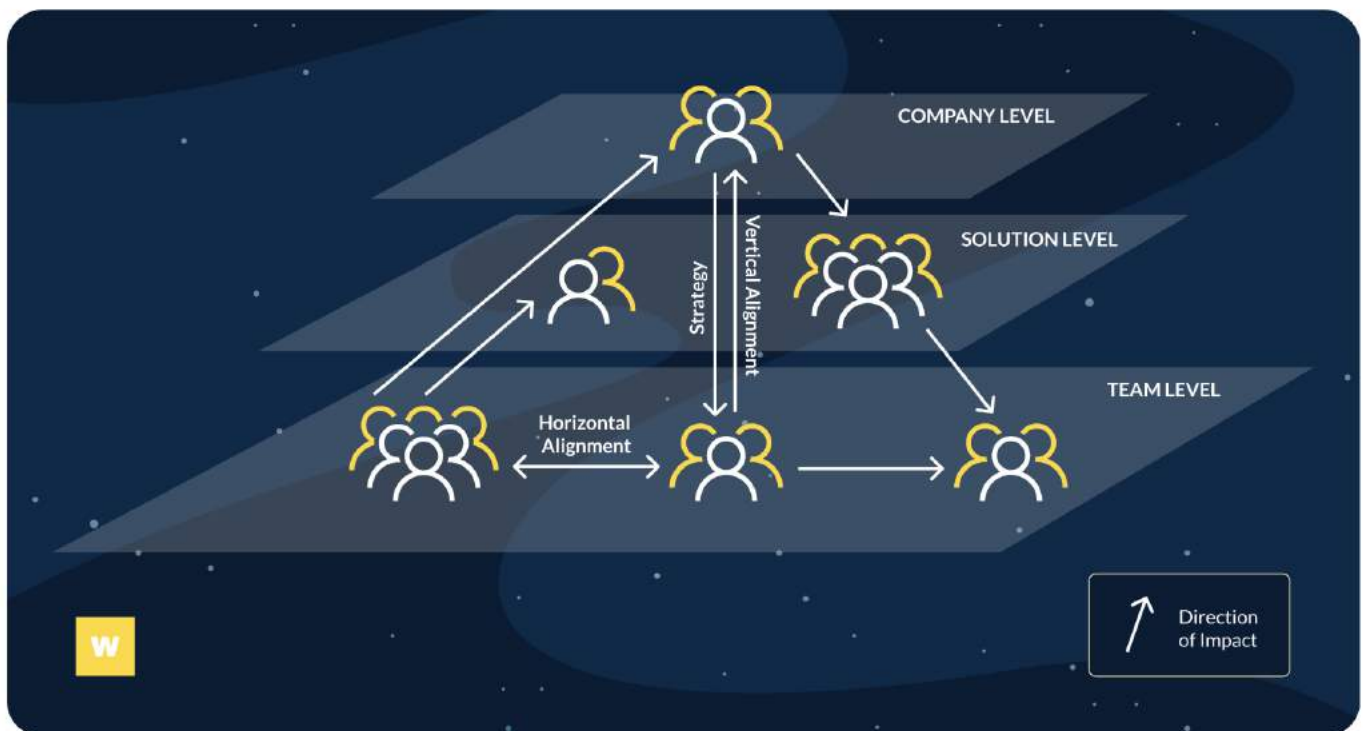 COMPANY LEVEL
SOLUTION LEVEL
Strategy
Vertical Alignment
TEAM LEVEL
Horizontal
Alignment
W
Direction
of Impact